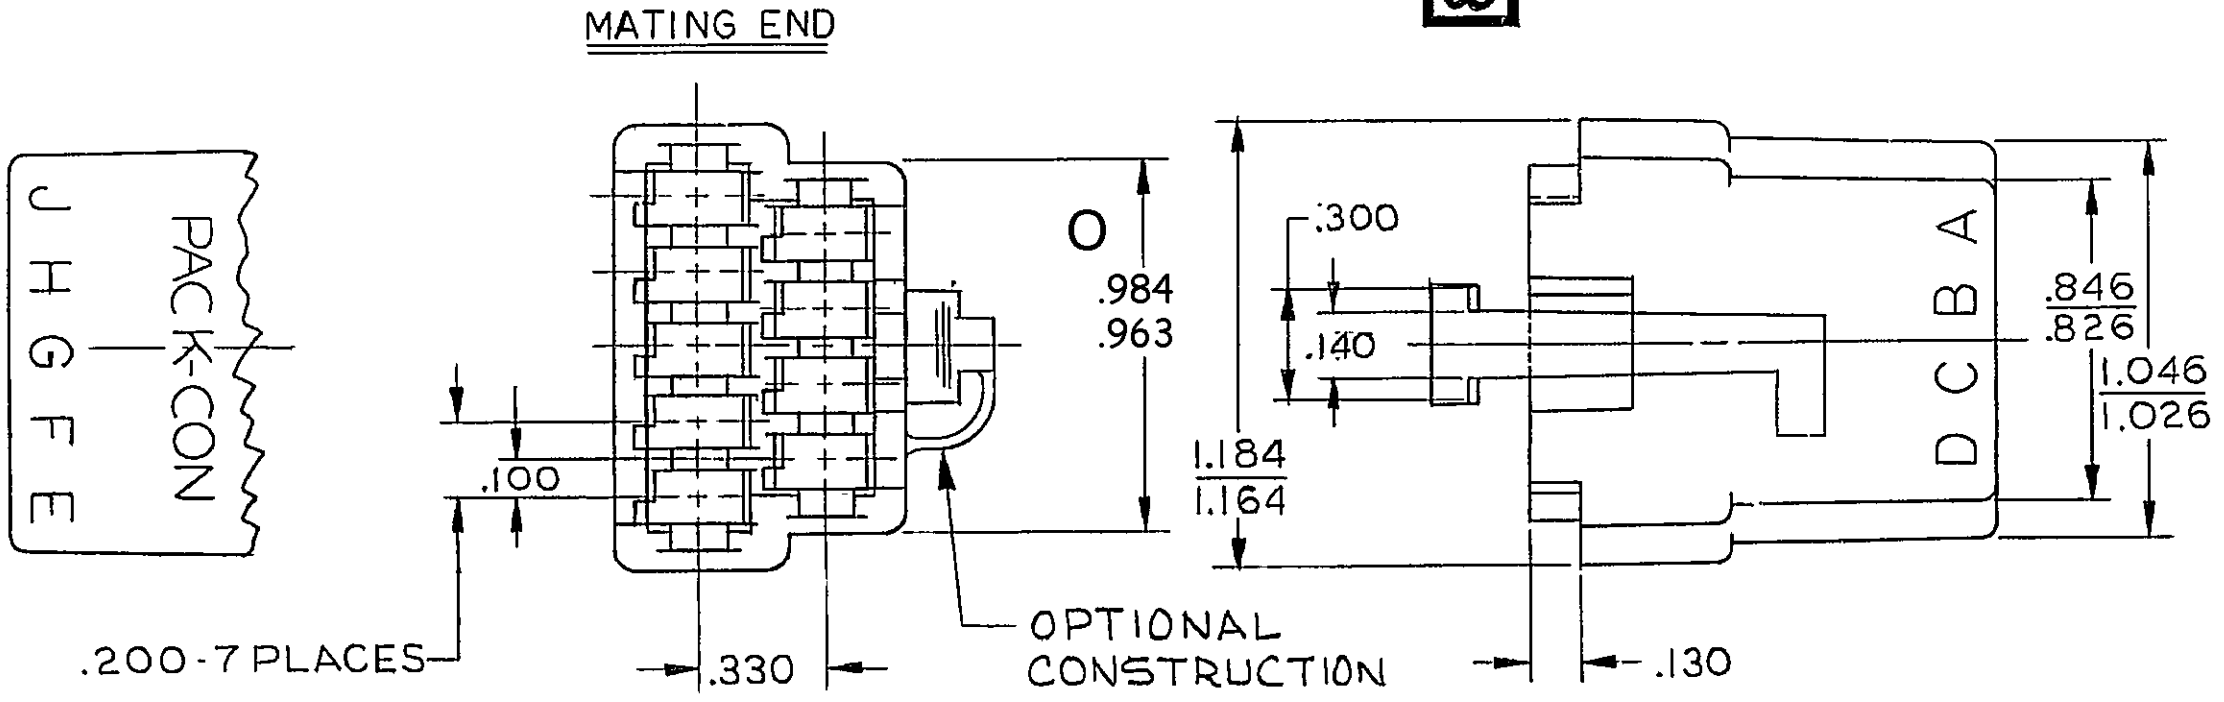 MATING END
J H G F E
PACK-CON
.100
.200-7 PLACES
.330
O
.984
.963
OPTIONAL
CONSTRUCTION
.300
.140
1.184
1.164
.130
A B C D
.846
.826
1.046
1.026